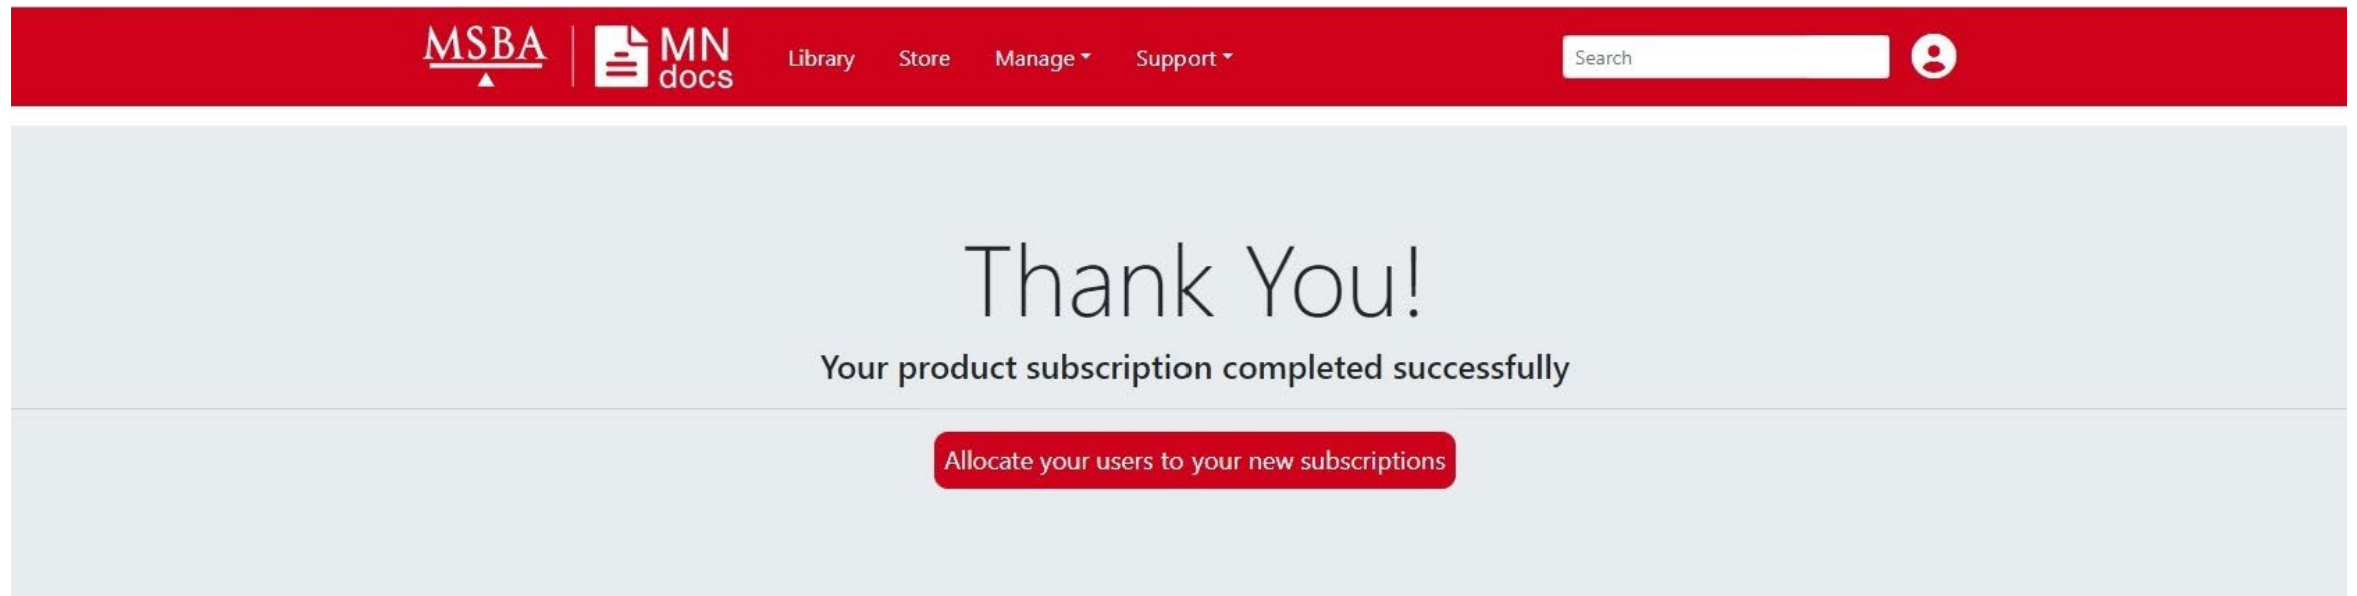 MSBA
MN
docs
Library
Store
Manage
Support
Search
Thank You!
Your product subscription completed successfully
Allocate your users to your new subscriptions